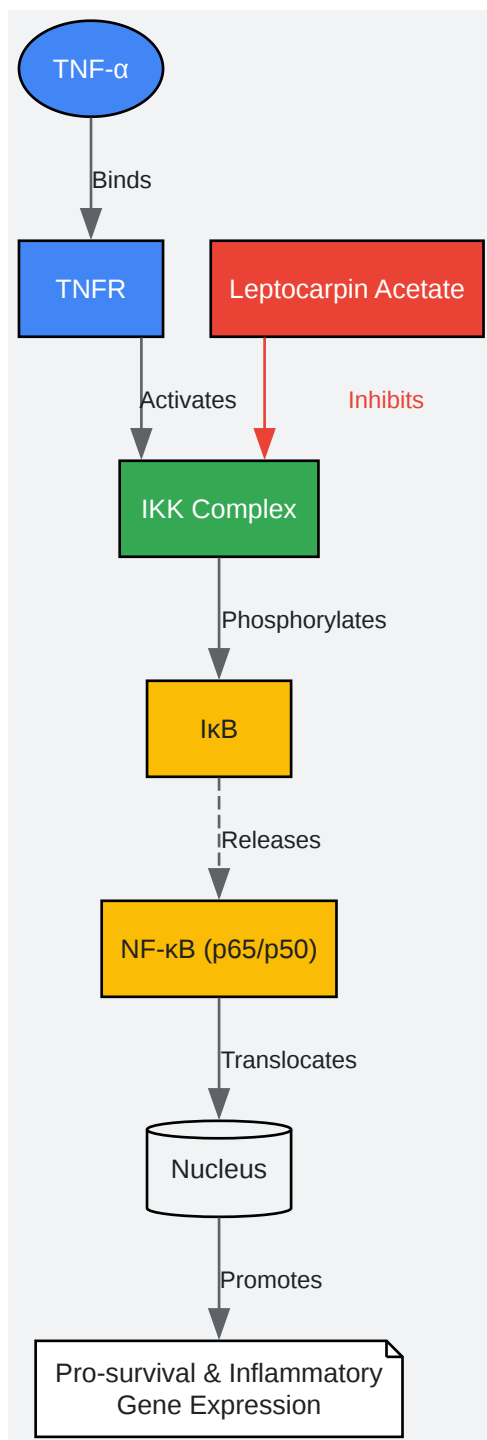 TNF-α
Binds
TNFR
Leptocarpin Acetate
Activates
Inhibits
IKK Complex
Phosphorylates
IκB
Releases
NF-κB (p65/p50)
Translocates
Nucleus
Promotes
Pro-survival & Inflammatory
Gene Expression